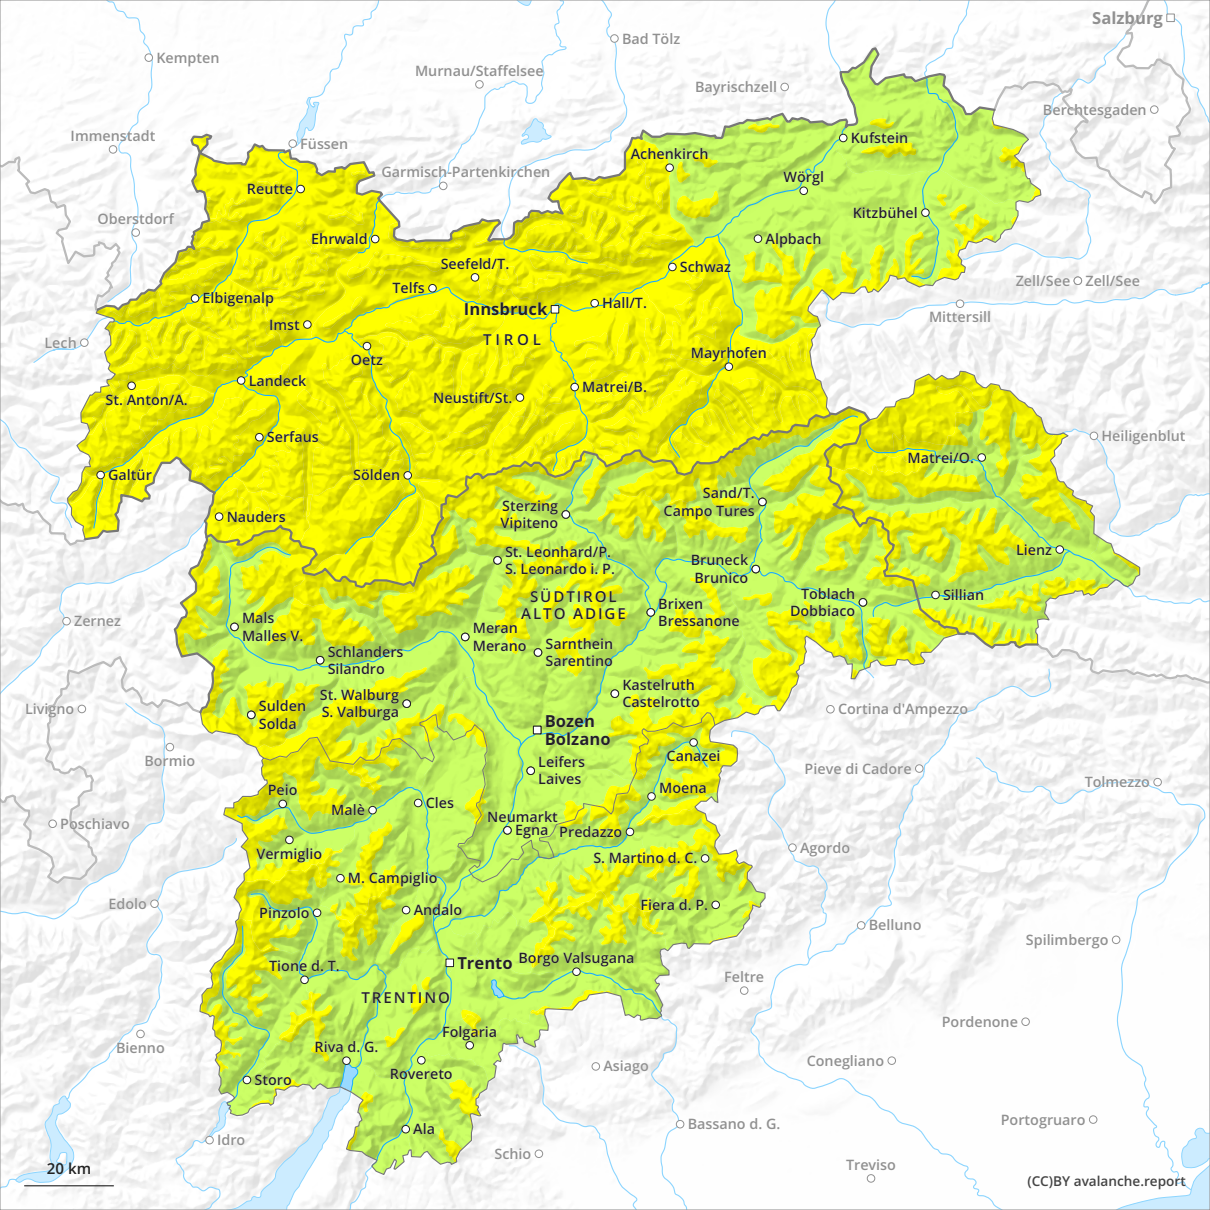 Salzburg
Bad Tölz
Kempten
Murnau/Staffelsee
Bayrischzell
Berchtesgaden
Immenstadt
Füssen
Kufstein
Achenkirch
Garmisch-Partenkirchen
Wörgl
Reutte
Oberstdorf
Kitzbühel
Ehrwald
Alpbach
Seefeld/T.
Schwaz
Zell/See
Zell/See
Telfs
Elbigenalp
Hall/T.
Innsbruck
Mittersill
Imst
TIROL
Lech
Oetz
Mayrhofen
Landeck
Matrei/B.
St. Anton/A.
Neustift/St.
Serfaus
Heiligenblut
Matrei/O.
Galtür
Sölden
Sand/T.
Campo Tures
Sterzing
Vipiteno
Nauders
Lienz
St. Leonhard/P.
S. Leonardo i. P.
Bruneck
Brunico
Toblach
Dobbiaco
Sillian
SÜDTIROL
ALTO ADIGE
Brixen
Bressanone
Mals
Malles V.
Zernez
Meran
Merano
Sarnthein
Sarentino
Schlanders
Silandro
Kastelruth
Castelrotto
St. Walburg
S. Valburga
Sulden
Solda
Livigno
Cortina d'Ampezzo
Bozen
Bolzano
Canazei
Bormio
Leifers
Laives
Pieve di Cadore
Tolmezzo
Peio
Moena
Malè
Cles
Neumarkt
Egna
Predazzo
Poschiavo
Vermiglio
Agordo
S. Martino d. C.
M. Campiglio
Edolo
Pinzolo
Andalo
Fiera d. P.
Belluno
Spilimbergo
Trento
Borgo Valsugana
Tione d. T.
Feltre
TRENTINO
Pordenone
Folgaria
Bienno
Riva d. G.
Conegliano
Asiago
Rovereto
Storo
Portogruaro
Bassano d. G.
Ala
Idro
Schio
Treviso
20 km
(CC)BY avalanche.report